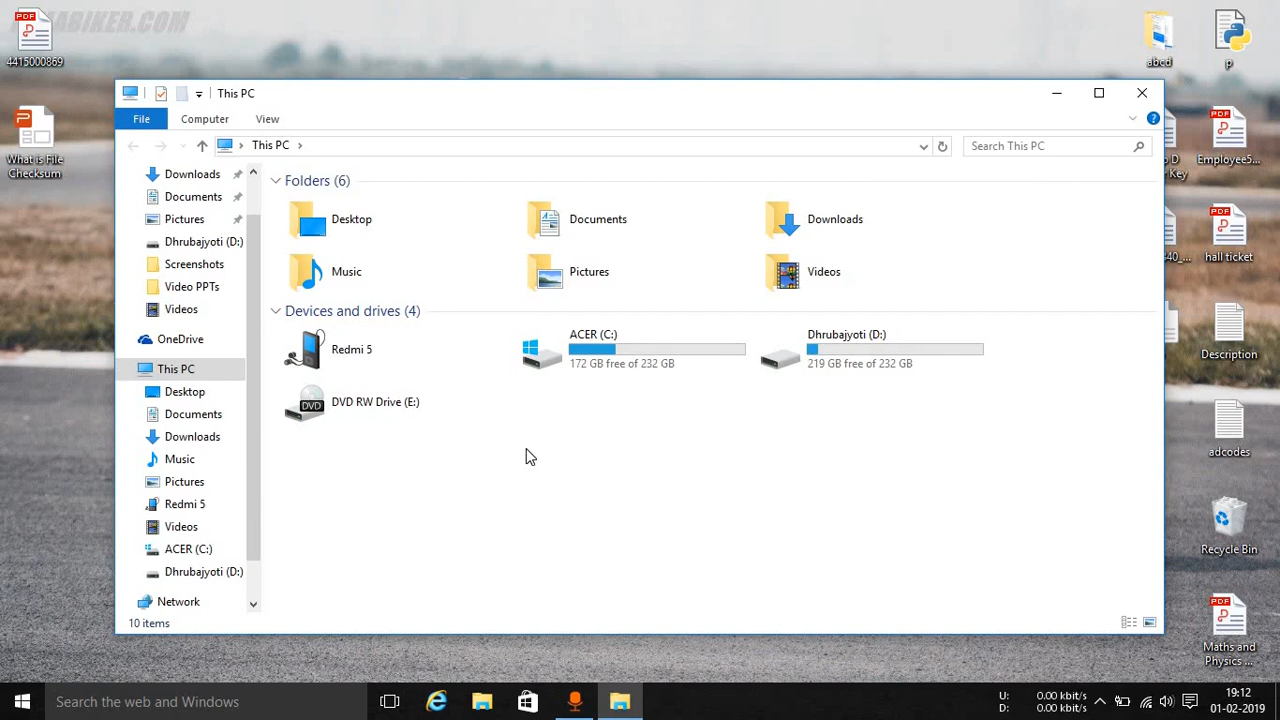 4415000869
What is File
Checksum
abcd
p
This PC
File
Computer
View
This PC
Search This PC
Downloads
Documents
Pictures
Dhrubajyoti (D:)
Screenshots
Video PPTs
Videos
OneDrive
This PC
Desktop
Documents
Downloads
Music
Pictures
Redmi 5
Videos
ACER (C:)
Dhrubajyoti (D:)
Network
Folders (6)
Desktop
Documents
Downloads
Music
Pictures
Videos
Devices and drives (4)
Redmi 5
ACER (C:)
172 GB free of 232 GB
Dhrubajyoti (D:)
219 GB free of 232 GB
DVD
DVD RW Drive (E:)
10 items
D
Key
Employee5...
s40_...
hall ticket
Description
adcodes
Recycle Bin
Maths and
Physics ...
Search the web and Windows
U: 0.00 kbit/s
D: 0.00 kbit/s
19:12
01-02-2019